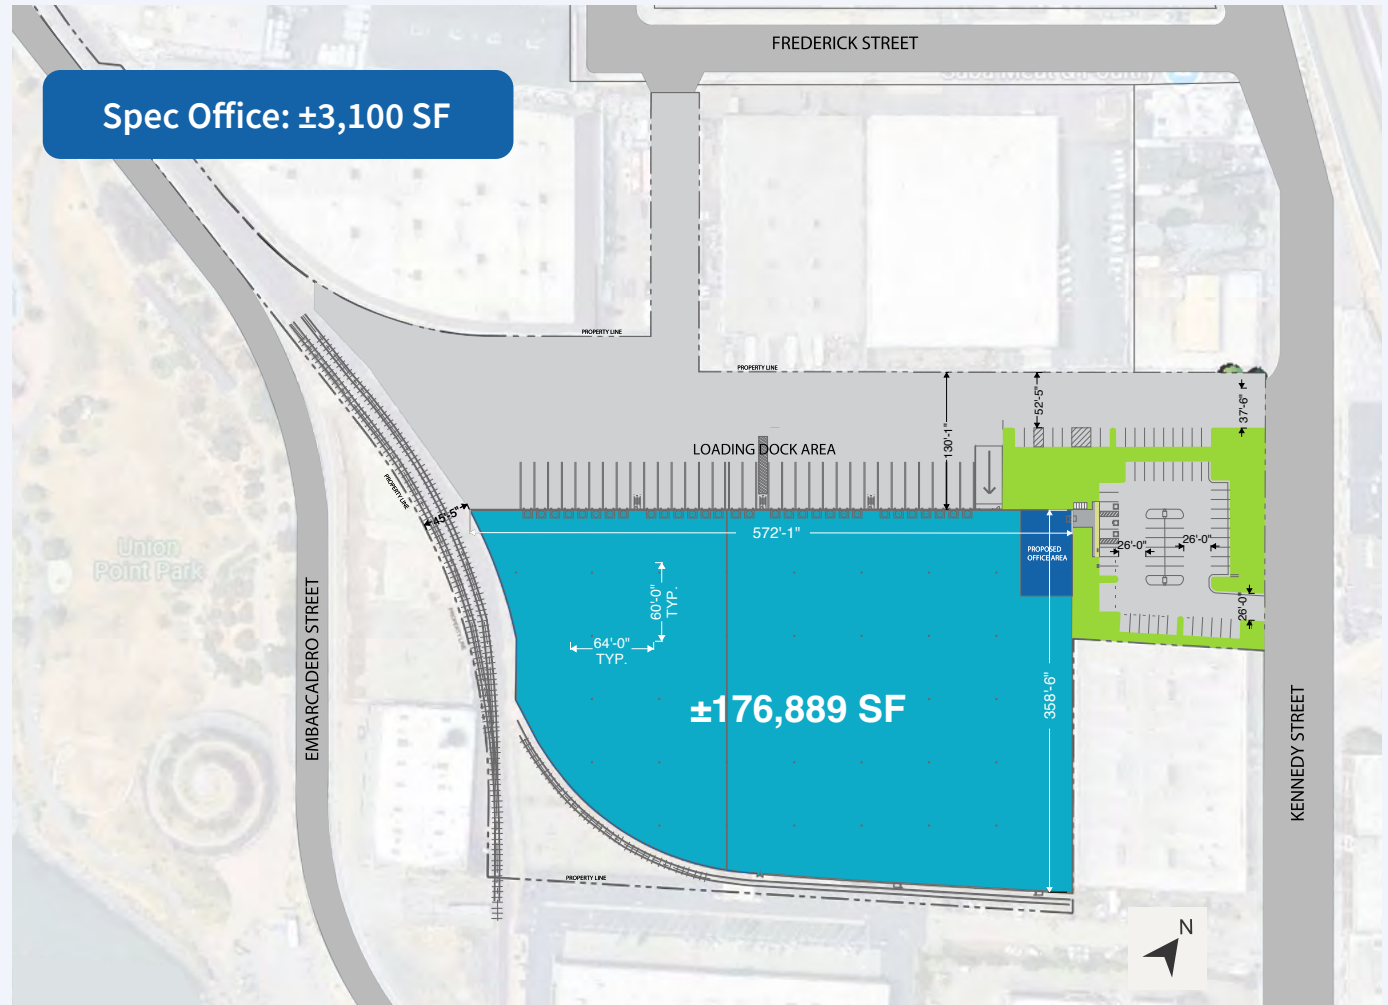 FREDERICK STREET
Spec Office: ±3,100 SF
PROPERTY LINE
PROPERTY LINE
52'-5"
37'-6"
130'-1"
LOADING DOCK AREA
PROPERTY LINE
45'-5"
572'-1"
PROPOSED
OFFICE AREA
26'-0"
26'-0"
26'-0"
Union
Point Park
60'-0"
TYP.
64'-0"
TYP.
EMBARCADERO STREET
±176,889 SF
358'-6"
KENNEDY STREET
PROPERTY LINE
N